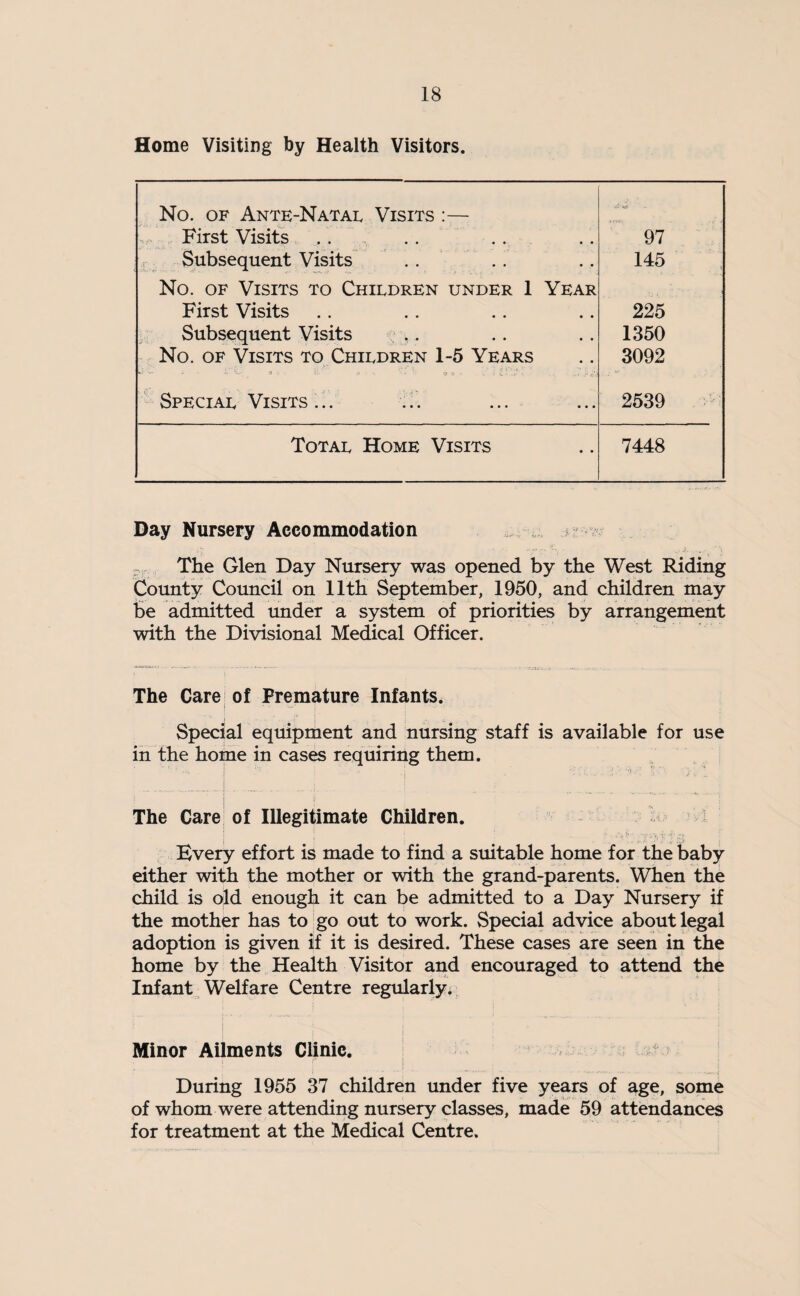 18
Home Visiting by Health Visitors.
No. of Ante-Natal Visits :—
First Visits .. .. .. .. 97
Subsequent Visits .. .. .. 145
No. of Visits to Children under 1 Year
First Visits .. .. .. .. 225
Subsequent Visits .. .. .. 1350
No. of Visits to Children 1-5 Years .. 3092
Special Visits ... ... ... ... 2539
Total Home Visits .. 7448
Day Nursery Accommodation
The Glen Day Nursery was opened by the West Riding
County Council on 11th September, 1950, and children may
be admitted under a system of priorities by arrangement
with the Divisional Medical Officer.
The Care of Premature Infants.
Special equipment and nursing staff is available for use
in the home in cases requiring them.
The Care of Illegitimate Children.
Every effort is made to find a suitable home for the baby
either with the mother or with the grand-parents. When the
child is old enough it can be admitted to a Day Nursery if
the mother has to go out to work. Special advice about legal
adoption is given if it is desired. These cases are seen in the
home by the Health Visitor and encouraged to attend the
Infant Welfare Centre regularly.
Minor Ailments Clinic.
During 1955 37 children under five years of age, some
of whom were attending nursery classes, made 59 attendances
for treatment at the Medical Centre.